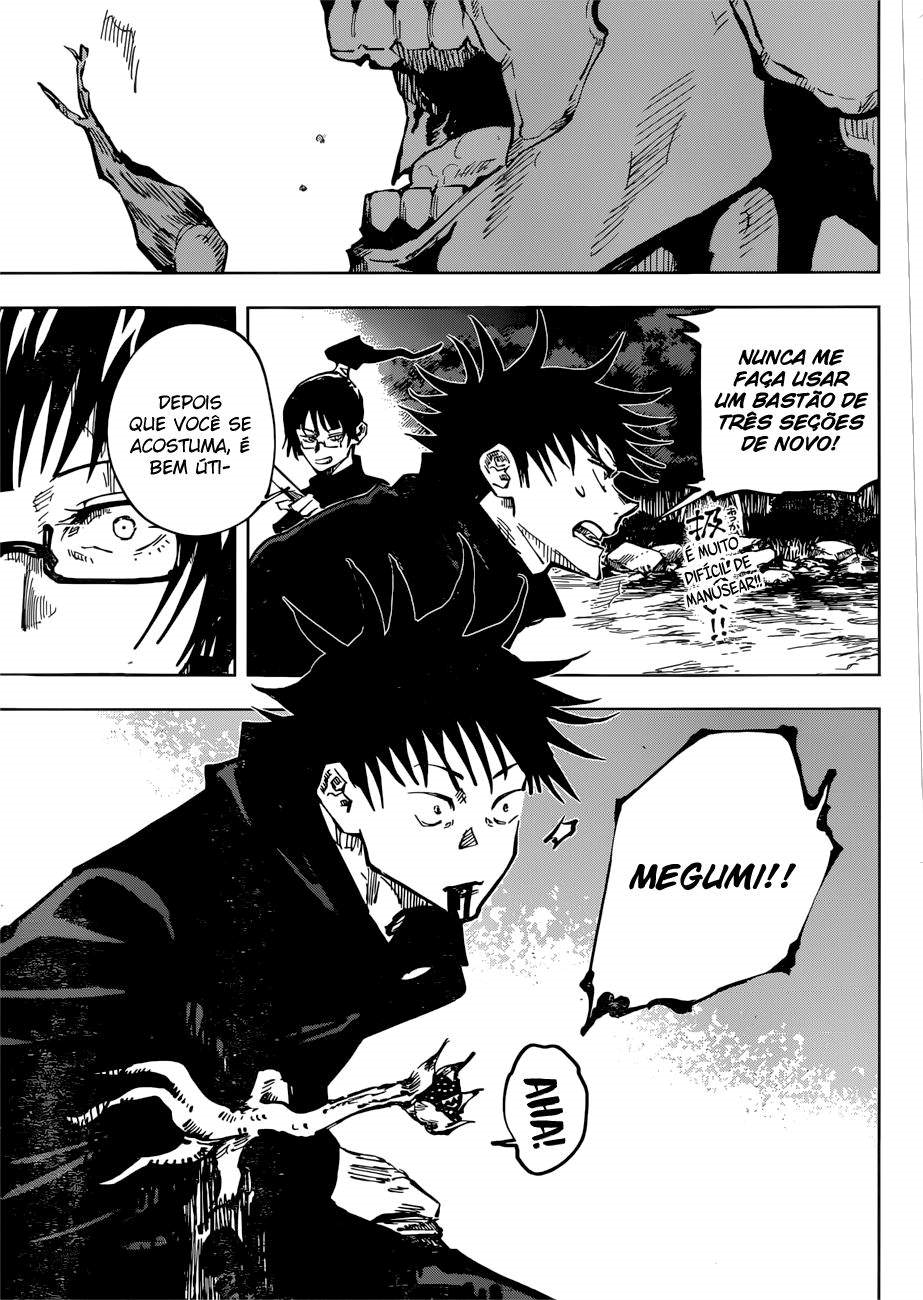 NUNCA ME
FAÇA USAR
UM BASTÃO DE
TRÊS SEÇÕES
DE NOVO!
扱
É MUITO
DIFÍCIL DE
MANUSEAR!!
!!
DEPOIS
QUE VOCÊ SE
ACOSTUMA, É
BEM ÚTI-
MEGUMI!!
AHA!